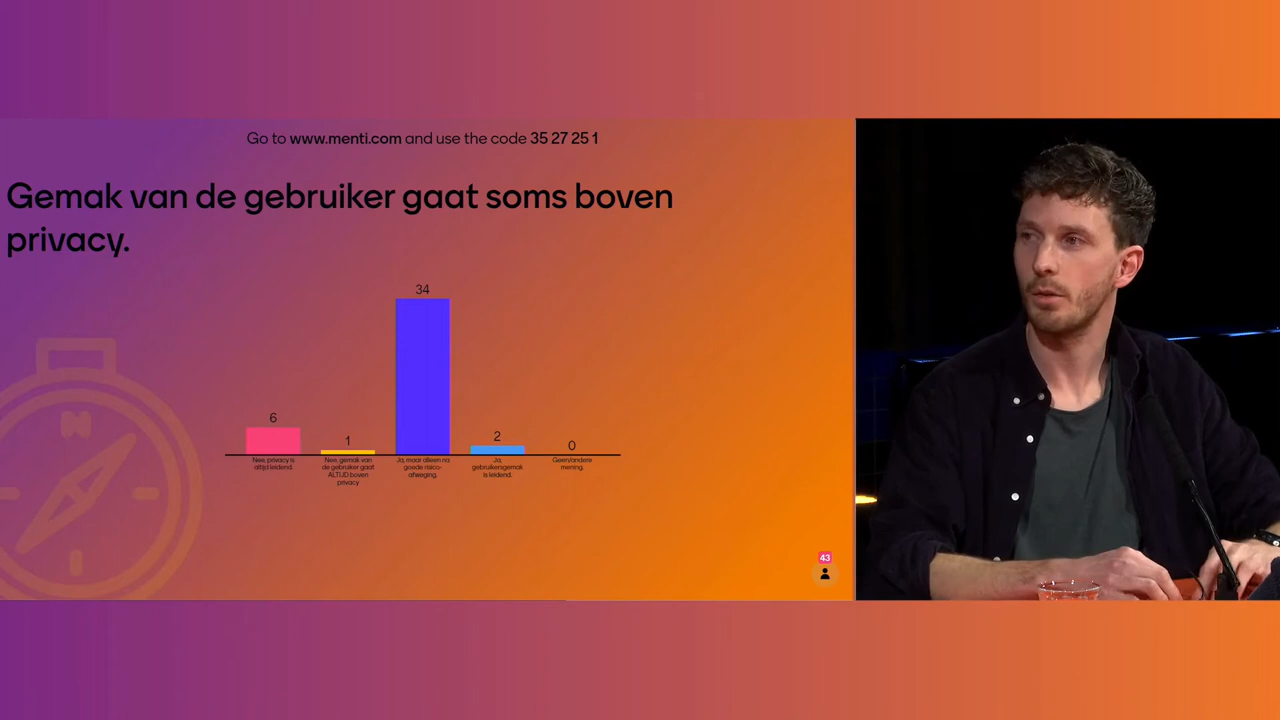 Go to www.menti.com and use the code 35 27 25 1
Gemak van de gebruiker gaat soms boven
privacy.
34
6
1
2
0
Nee, privacy is
altijd leidend.
Nee, gemak van
de gebruiker gaat
ALTIJD boven
privacy
Ja, maar alleen na
goede risico-
afweging.
Ja,
gebruikersgemak
is leidend.
Geen/andere
mening.
43